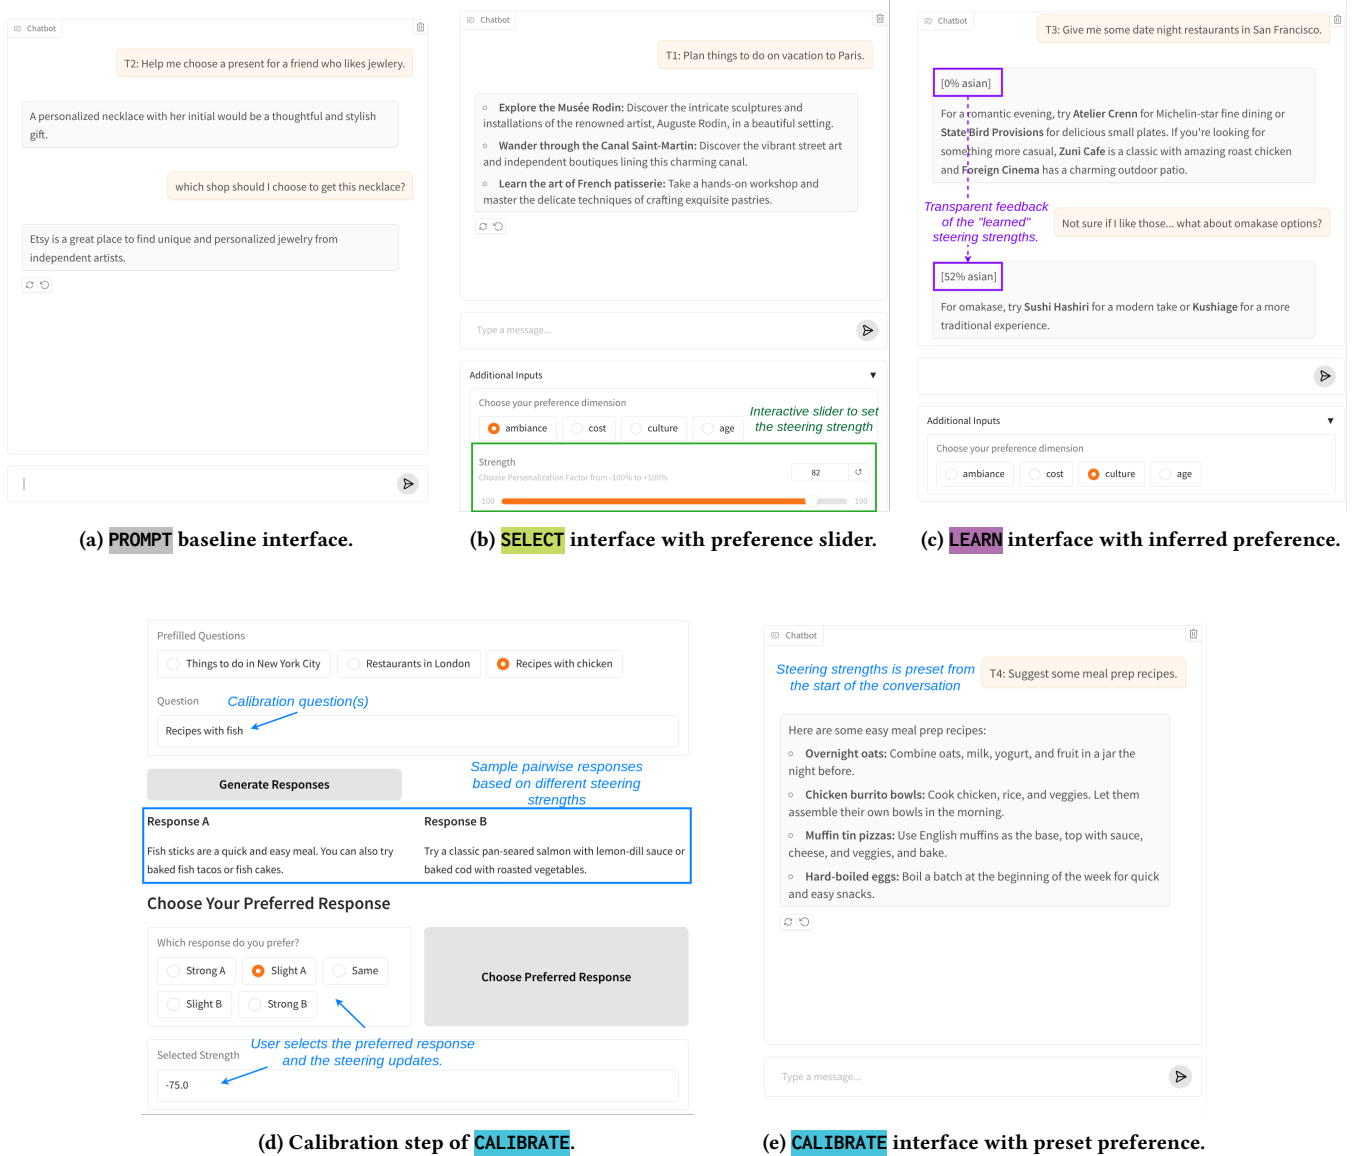 Chatbot
T2: Help me choose a present for a friend who likes jewlery.
A personalized necklace with her initial would be a thoughtful and stylish
gift.
which shop should I choose to get this necklace?
Etsy is a great place to find unique and personalized jewelry from
independent artists.
(a) PROMPT baseline interface.
Chatbot
T1: Plan things to do on vacation to Paris.
Explore the Musée Rodin: Discover the intricate sculptures and
installations of the renowned artist, Auguste Rodin, in a beautiful setting.
Wander through the Canal Saint-Martin: Discover the vibrant street art
and independent boutiques lining this charming canal.
Learn the art of French patisserie: Take a hands-on workshop and
master the delicate techniques of crafting exquisite pastries.
Type a message...
Additional Inputs
Choose your preference dimension
ambiance cost culture age
Interactive slider to set
the steering strength
Strength
Choose Personalization Factor from -100% to +100%
82
-100 100
(b) SELECT interface with preference slider.
Chatbot
T3: Give me some date night restaurants in San Francisco.
[0% asian]
For a romantic evening, try Atelier Crenn for Michelin-star fine dining or
State Bird Provisions for delicious small plates. If you're looking for
something more casual, Zuni Cafe is a classic with amazing roast chicken
and Foreign Cinema has a charming outdoor patio.
Transparent feedback
of the "learned"
steering strengths.
Not sure if I like those... what about omakase options?
[52% asian]
For omakase, try Sushi Hashiri for a modern take or Kushiage for a more
traditional experience.
Additional Inputs
Choose your preference dimension
ambiance cost culture age
(c) LEARN interface with inferred preference.
Prefilled Questions
Things to do in New York City Restaurants in London Recipes with chicken
Question
Calibration question(s)
Recipes with fish
Generate Responses
Sample pairwise responses
based on different steering
strengths
Response A
Fish sticks are a quick and easy meal. You can also try
baked fish tacos or fish cakes.
Response B
Try a classic pan-seared salmon with lemon-dill sauce or
baked cod with roasted vegetables.
Choose Your Preferred Response
Which response do you prefer?
Strong A Slight A Same
Slight B Strong B
Choose Preferred Response
User selects the preferred response
and the steering updates.
Selected Strength
-75.0
(d) Calibration step of CALIBRATE.
Chatbot
Steering strengths is preset from
the start of the conversation
T4: Suggest some meal prep recipes.
Here are some easy meal prep recipes:
Overnight oats: Combine oats, milk, yogurt, and fruit in a jar the
night before.
Chicken burrito bowls: Cook chicken, rice, and veggies. Let them
assemble their own bowls in the morning.
Muffin tin pizzas: Use English muffins as the base, top with sauce,
cheese, and veggies, and bake.
Hard-boiled eggs: Boil a batch at the beginning of the week for quick
and easy snacks.
Type a message...
(e) CALIBRATE interface with preset preference.